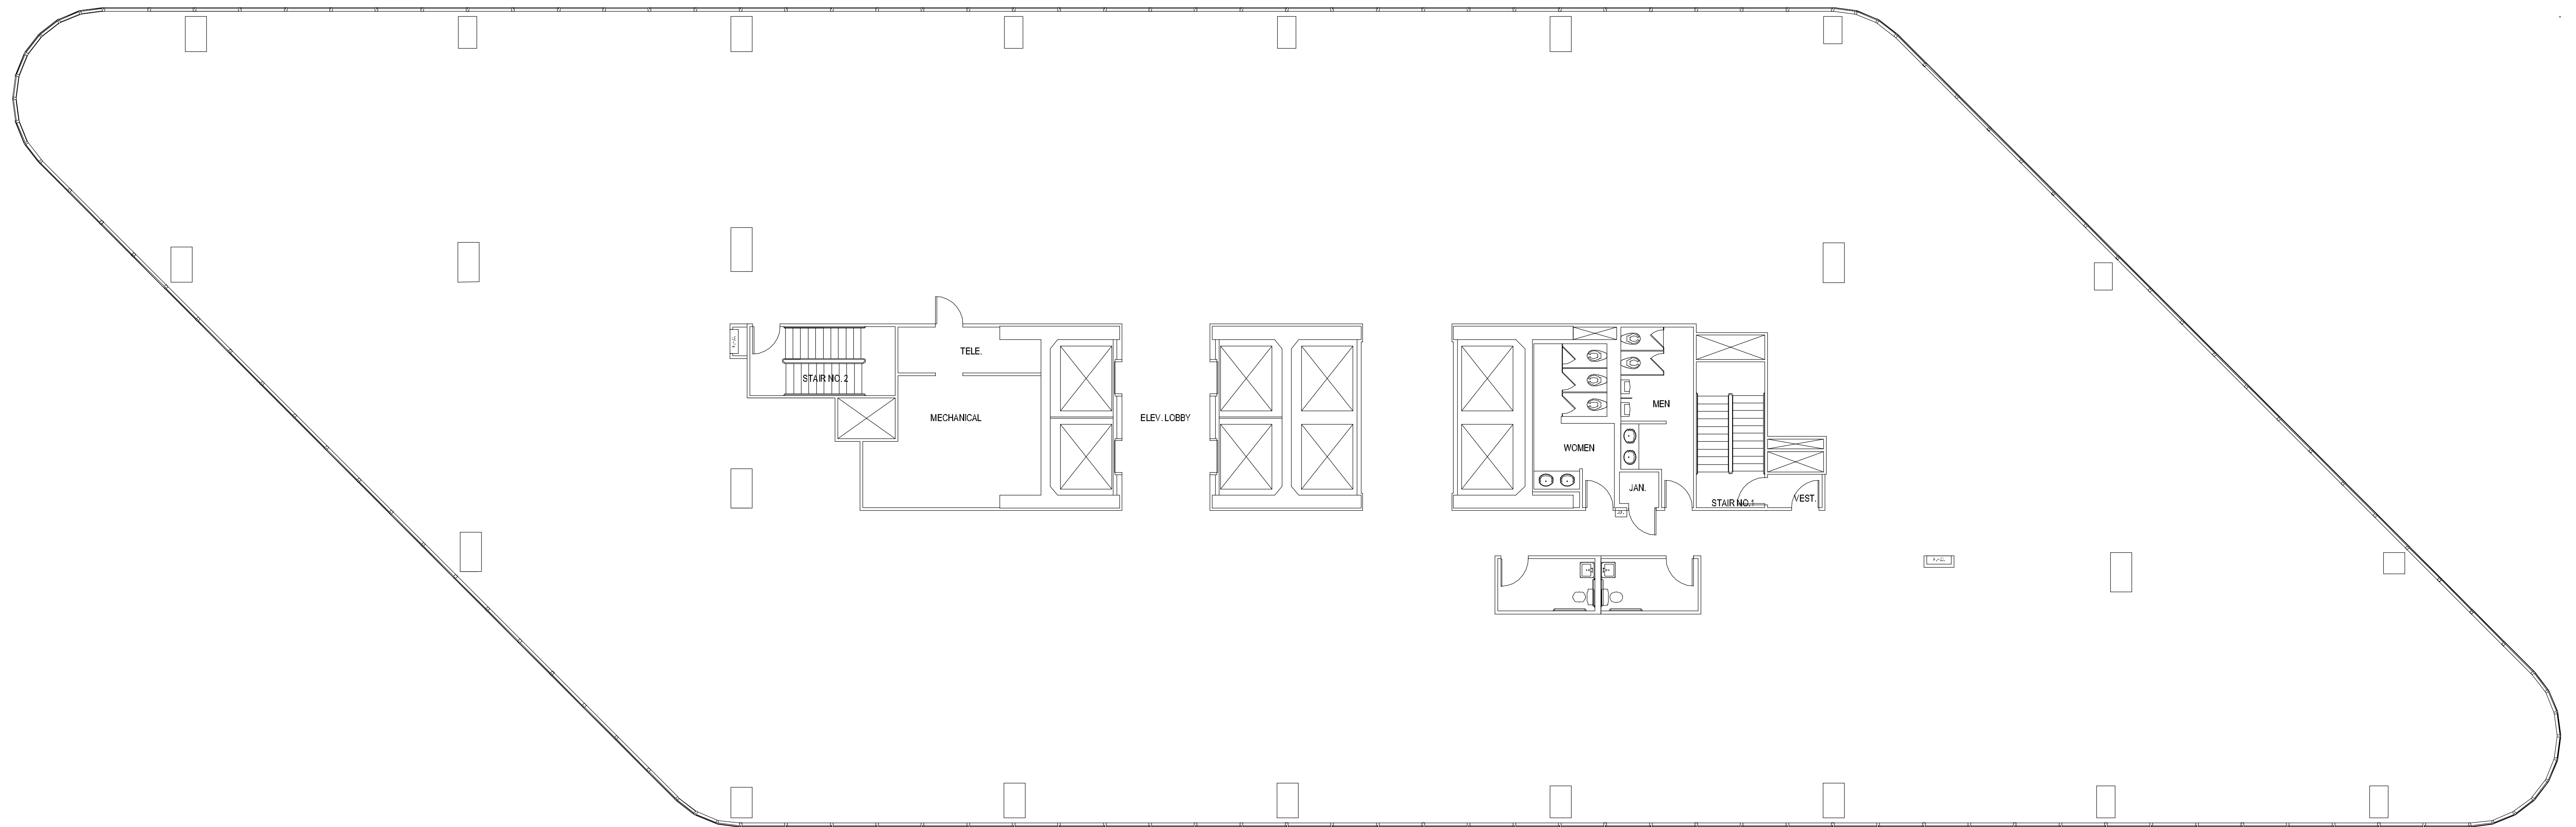 TELE.
STAIR NO. 2
MECHANICAL
ELEV. LOBBY
MEN
WOMEN
JAN.
VEST.
STAIR NO.1